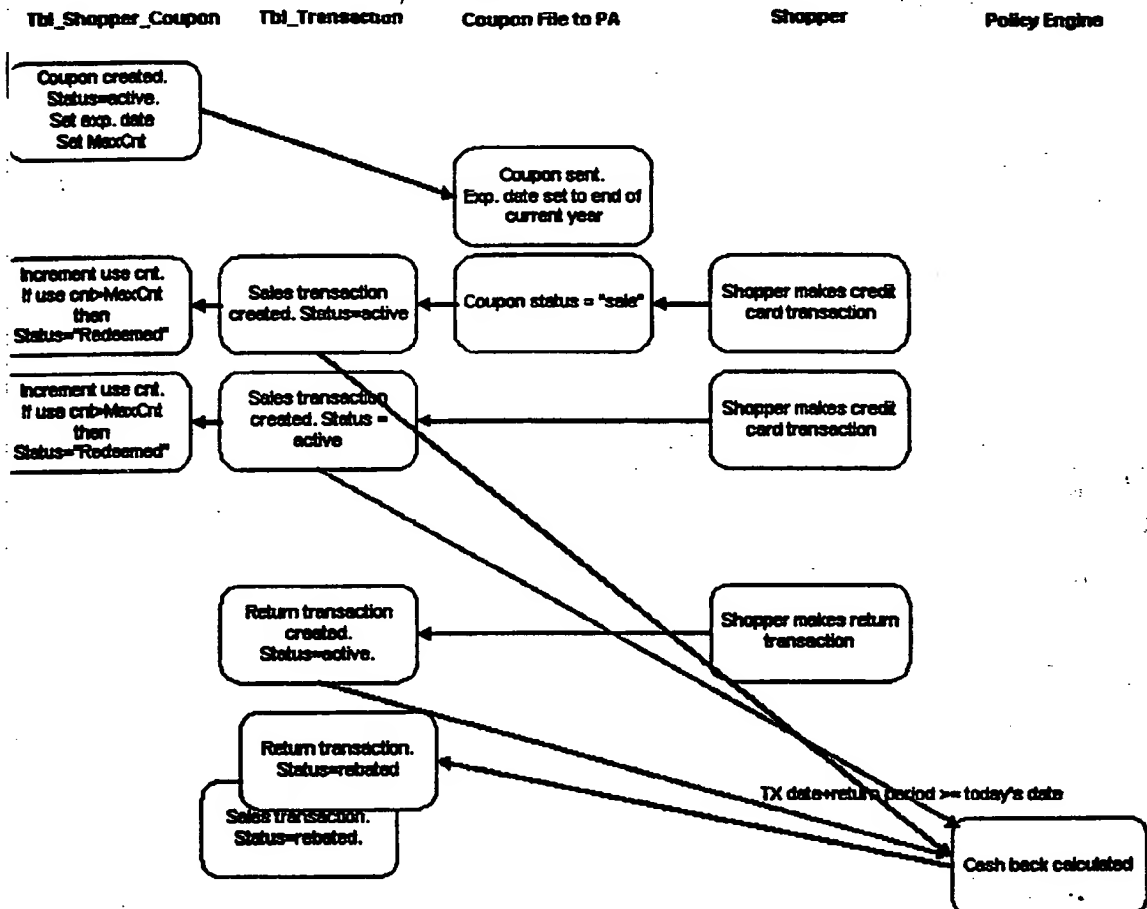 Tbl_Shopper_Coupon Tbl_Transaction Coupon File to PA Shopper Policy Engine
Coupon created.
Status=active.
Set exp. date
Set MaxCnt
Coupon sent.
Exp. date set to end of
current year
Increment use cnt.
If use cnt>MaxCnt
then
Status="Redeemed"
Sales transaction
created. Status=active
Coupon status = "sale"
Shopper makes credit
card transaction
Increment use cnt.
If use cnt>MaxCnt
then
Status="Redeemed"
Sales transaction
created. Status =
active
Shopper makes credit
card transaction
Return transaction
created.
Status=active.
Shopper makes return
transaction
Return transaction.
Status=rebated
Sales transaction.
Status=rebated.
TX date+return period >= today's date
Cash back calculated